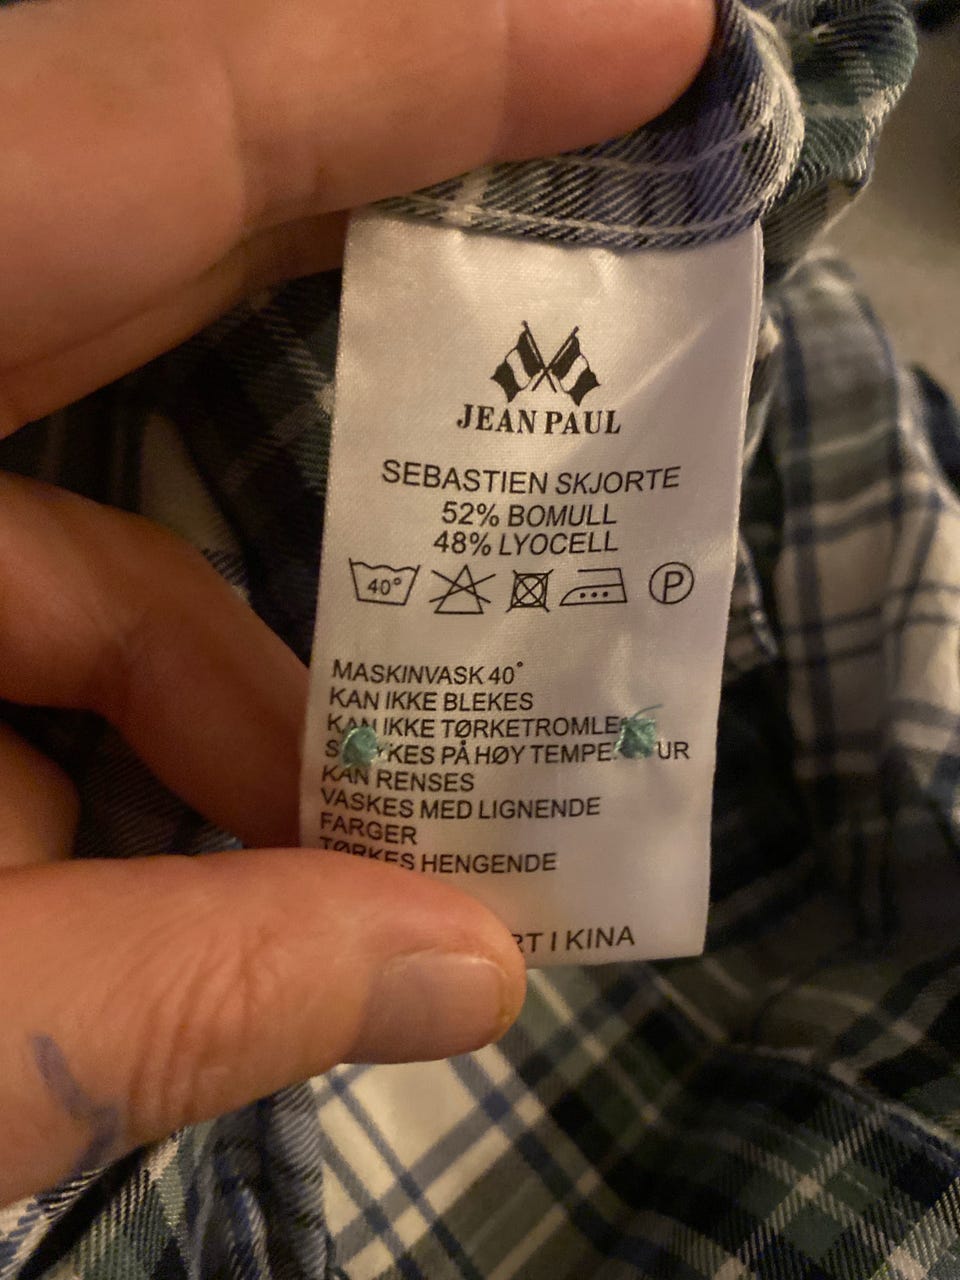 JEAN PAUL
SEBASTIEN SKJORTE
52% BOMULL
48% LYOCELL
40° P
MASKINVASK 40°
KAN IKKE BLEKES
KAN IKKE
PÅ HØY
KAN RENSES
VASKES MED LIGNENDE
FARGER
TØRKES HENGENDE
I KINA